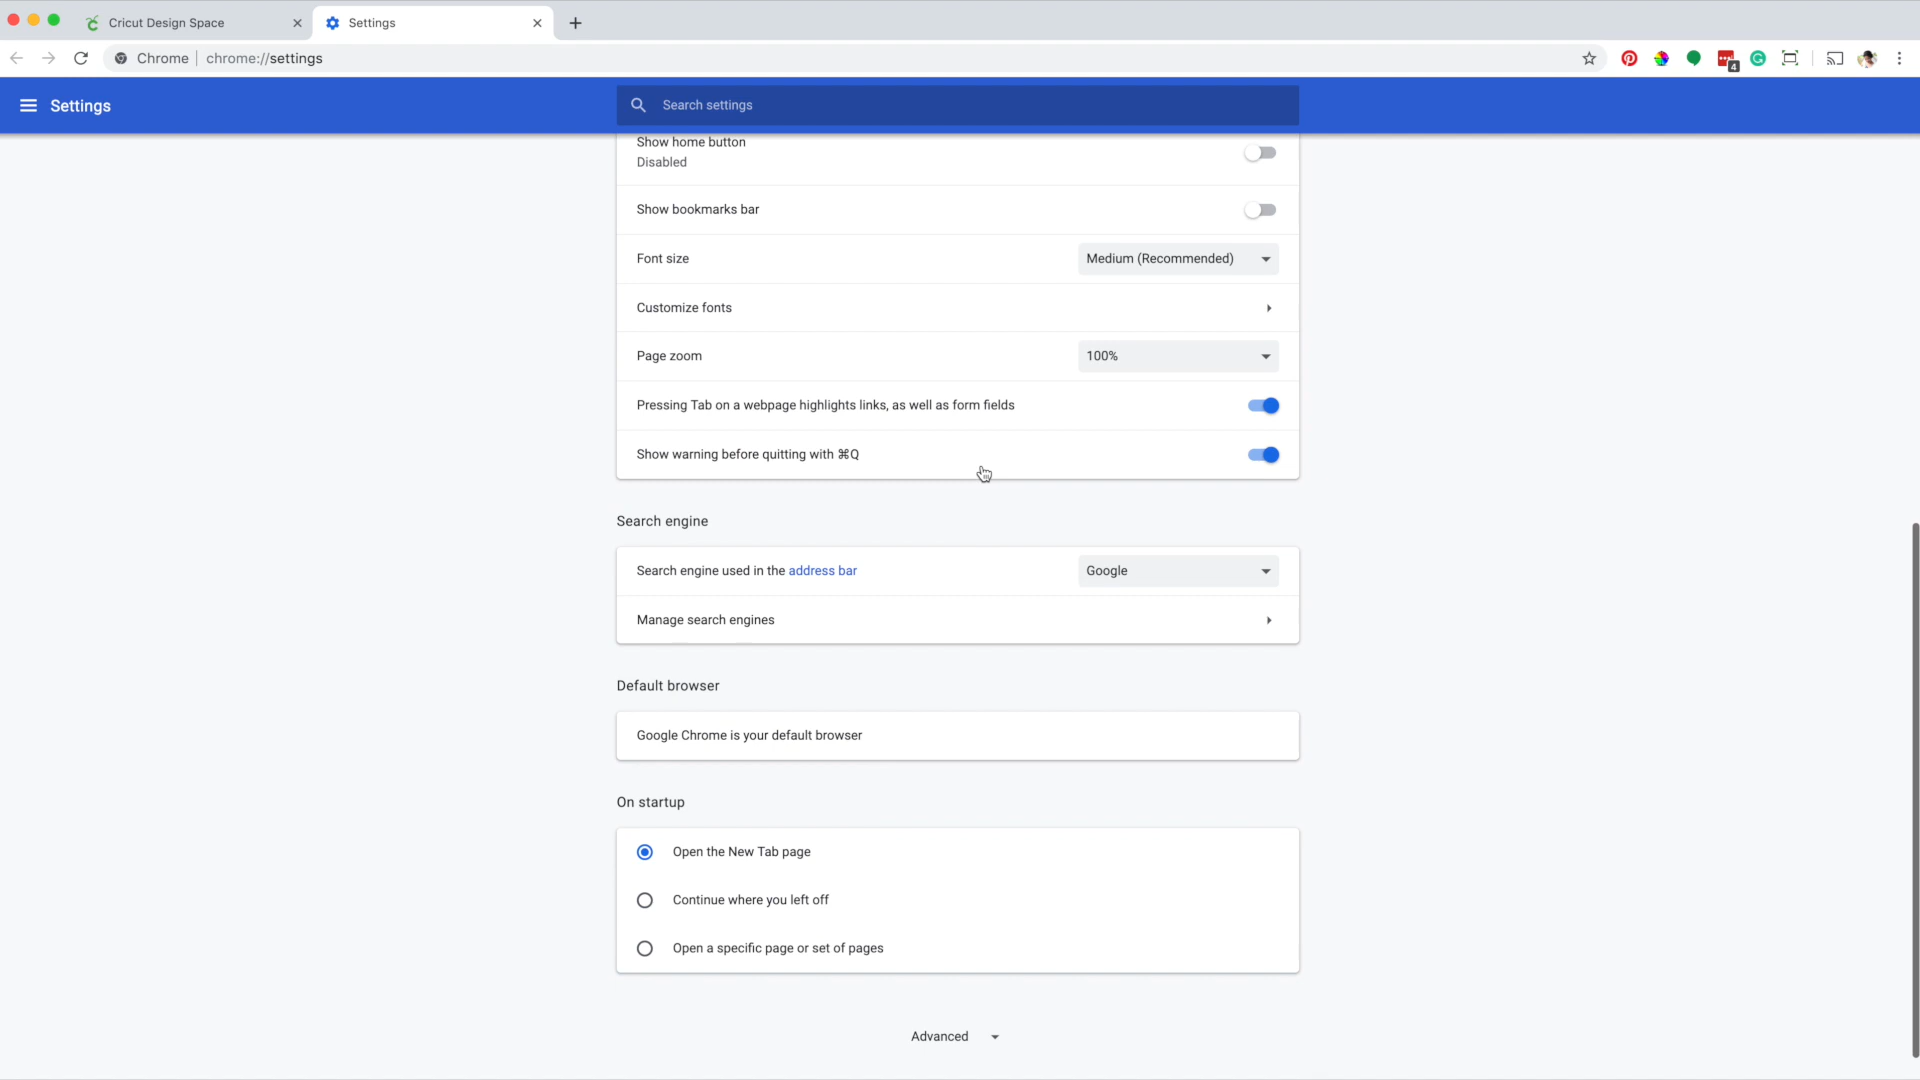 Cricut Design Space
Settings
Chrome | chrome://settings
4
Settings
Search settings
Show home button
Disabled
Show bookmarks bar
Font size
Medium (Recommended)
Customize fonts
Page zoom
100%
Pressing Tab on a webpage highlights links, as well as form fields
Show warning before quitting with ⌘Q
Search engine
Search engine used in the address bar
Google
Manage search engines
Default browser
Google Chrome is your default browser
On startup
Open the New Tab page
Continue where you left off
Open a specific page or set of pages
Advanced